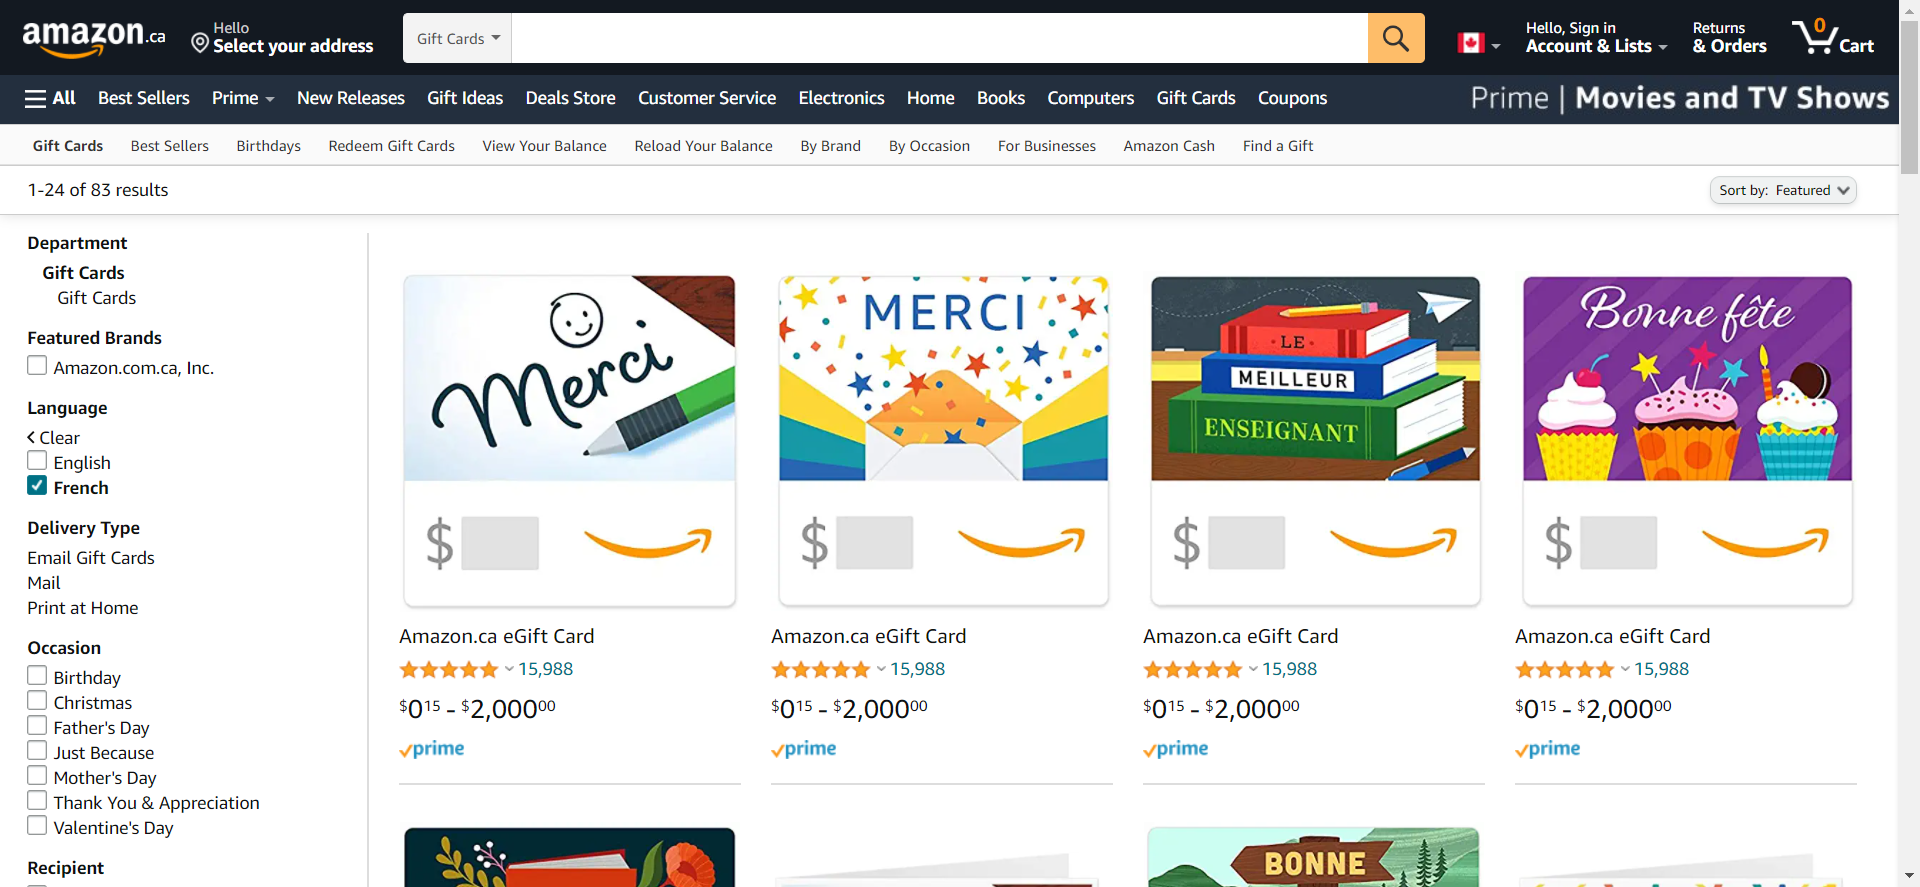 amazon.ca
Hello
Select your address
Gift Cards
Hello, Sign in
Account & Lists
Returns
& Orders
0
Cart
All
Best Sellers
Prime
New Releases
Gift Ideas
Deals Store
Customer Service
Electronics
Home
Books
Computers
Gift Cards
Coupons
Prime | Movies and TV Shows
Gift Cards
Best Sellers
Birthdays
Redeem Gift Cards
View Your Balance
Reload Your Balance
By Brand
By Occasion
For Businesses
Amazon Cash
Find a Gift
1-24 of 83 results
Sort by: Featured
Department
Gift Cards
Gift Cards
Featured Brands
Amazon.com.ca, Inc.
Language
Clear
English
French
Delivery Type
Email Gift Cards
Mail
Print at Home
Occasion
Birthday
Christmas
Father's Day
Just Because
Mother's Day
Thank You & Appreciation
Valentine's Day
Recipient
Merci
$
Amazon.ca eGift Card
15,988
$0.15 - $2,000.00
prime
MERCI
$
Amazon.ca eGift Card
15,988
$0.15 - $2,000.00
prime
LE
MEILLEUR
ENSEIGNANT
$
Amazon.ca eGift Card
15,988
$0.15 - $2,000.00
prime
Bonne fête
$
Amazon.ca eGift Card
15,988
$0.15 - $2,000.00
prime
BONNE